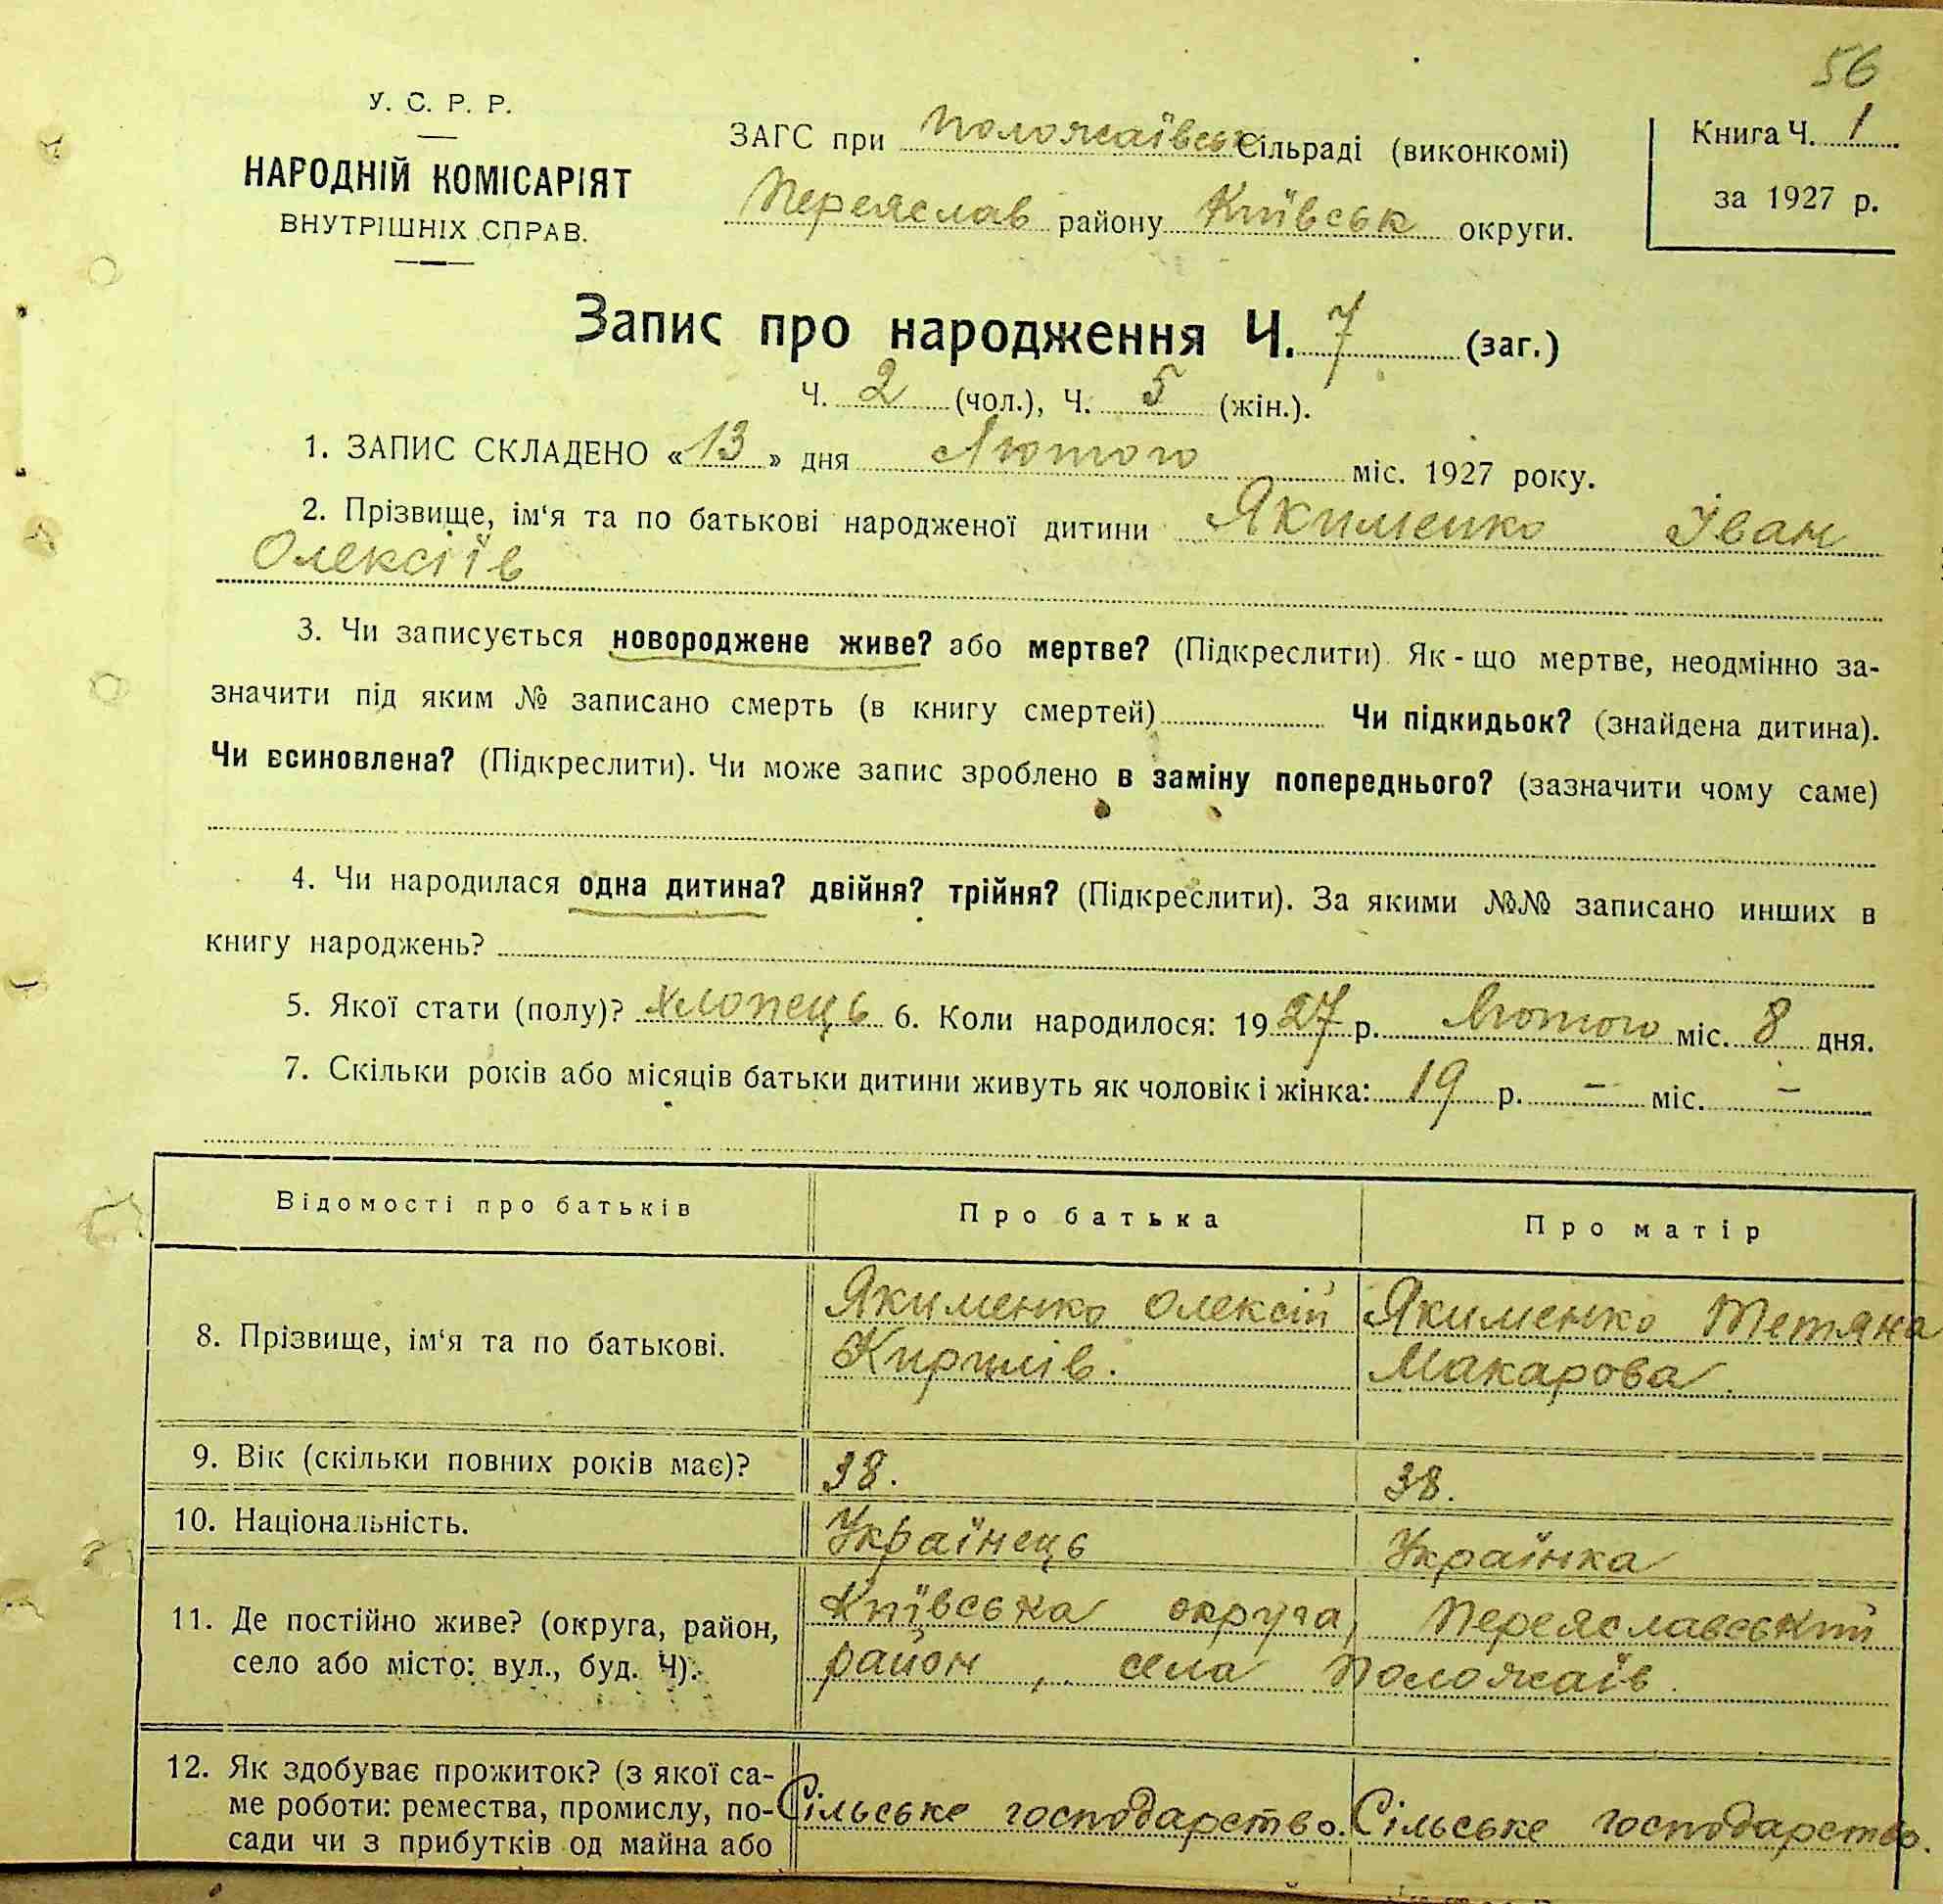 56
У. С. Р. Р.
НАРОДНІЙ КОМІСАРІЯТ
ВНУТРІШНІХ СПРАВ.
ЗАГС при Положаївськ Сільраді (виконкомі)
Переяслав району Київськ округи.
Книга Ч. 1
за 1927 р.
Запис про народження Ч. 7 (заг.)
Ч. 2 (чол.), Ч. 5 (жін.).
1. ЗАПИС СКЛАДЕНО «13» дня Лютого міс. 1927 року.
2. Прізвище, ім‘я та по батькові народженої дитини Якименко Іван
Олексіїв
3. Чи записується новороджене живе? або мертве? (Підкреслити). Як-що мертве, неодмінно за-
значити під яким № записано смерть (в книгу смертей) Чи підкидьок? (знайдена дитина).
Чи всиновлена? (Підкреслити). Чи може запис зроблено в заміну попереднього? (зазначити чому саме)
4. Чи народилася одна дитина? двійня? трійня? (Підкреслити). За якими №№ записано инших в
книгу народжень?
5. Якої стати (полу)? хлопець 6. Коли народилося: 1927 р. Лютого міс. 8 дня.
7. Скільки років або місяців батьки дитини живуть як чоловік і жінка: 19 р. – міс. –
Відомості про батьків Про батька Про матір
8. Прізвище, ім‘я та по батькові.
Якименко Олексій
Кирилів.
Якименко Тетяна
Макарова.
9. Вік (скільки повних років має)? 38. 38.
10. Національність. Українець Українка
11. Де постійно живе? (округа, район,
село або місто: вул., буд. Ч).
Київська округа, Переяславський
район, села Положаїв.
12. Як здобуває прожиток? (з якої са-
ме роботи: ремества, промислу, по-
сади чи з прибутків од майна або
Сільське господарство. Сільське господарство.